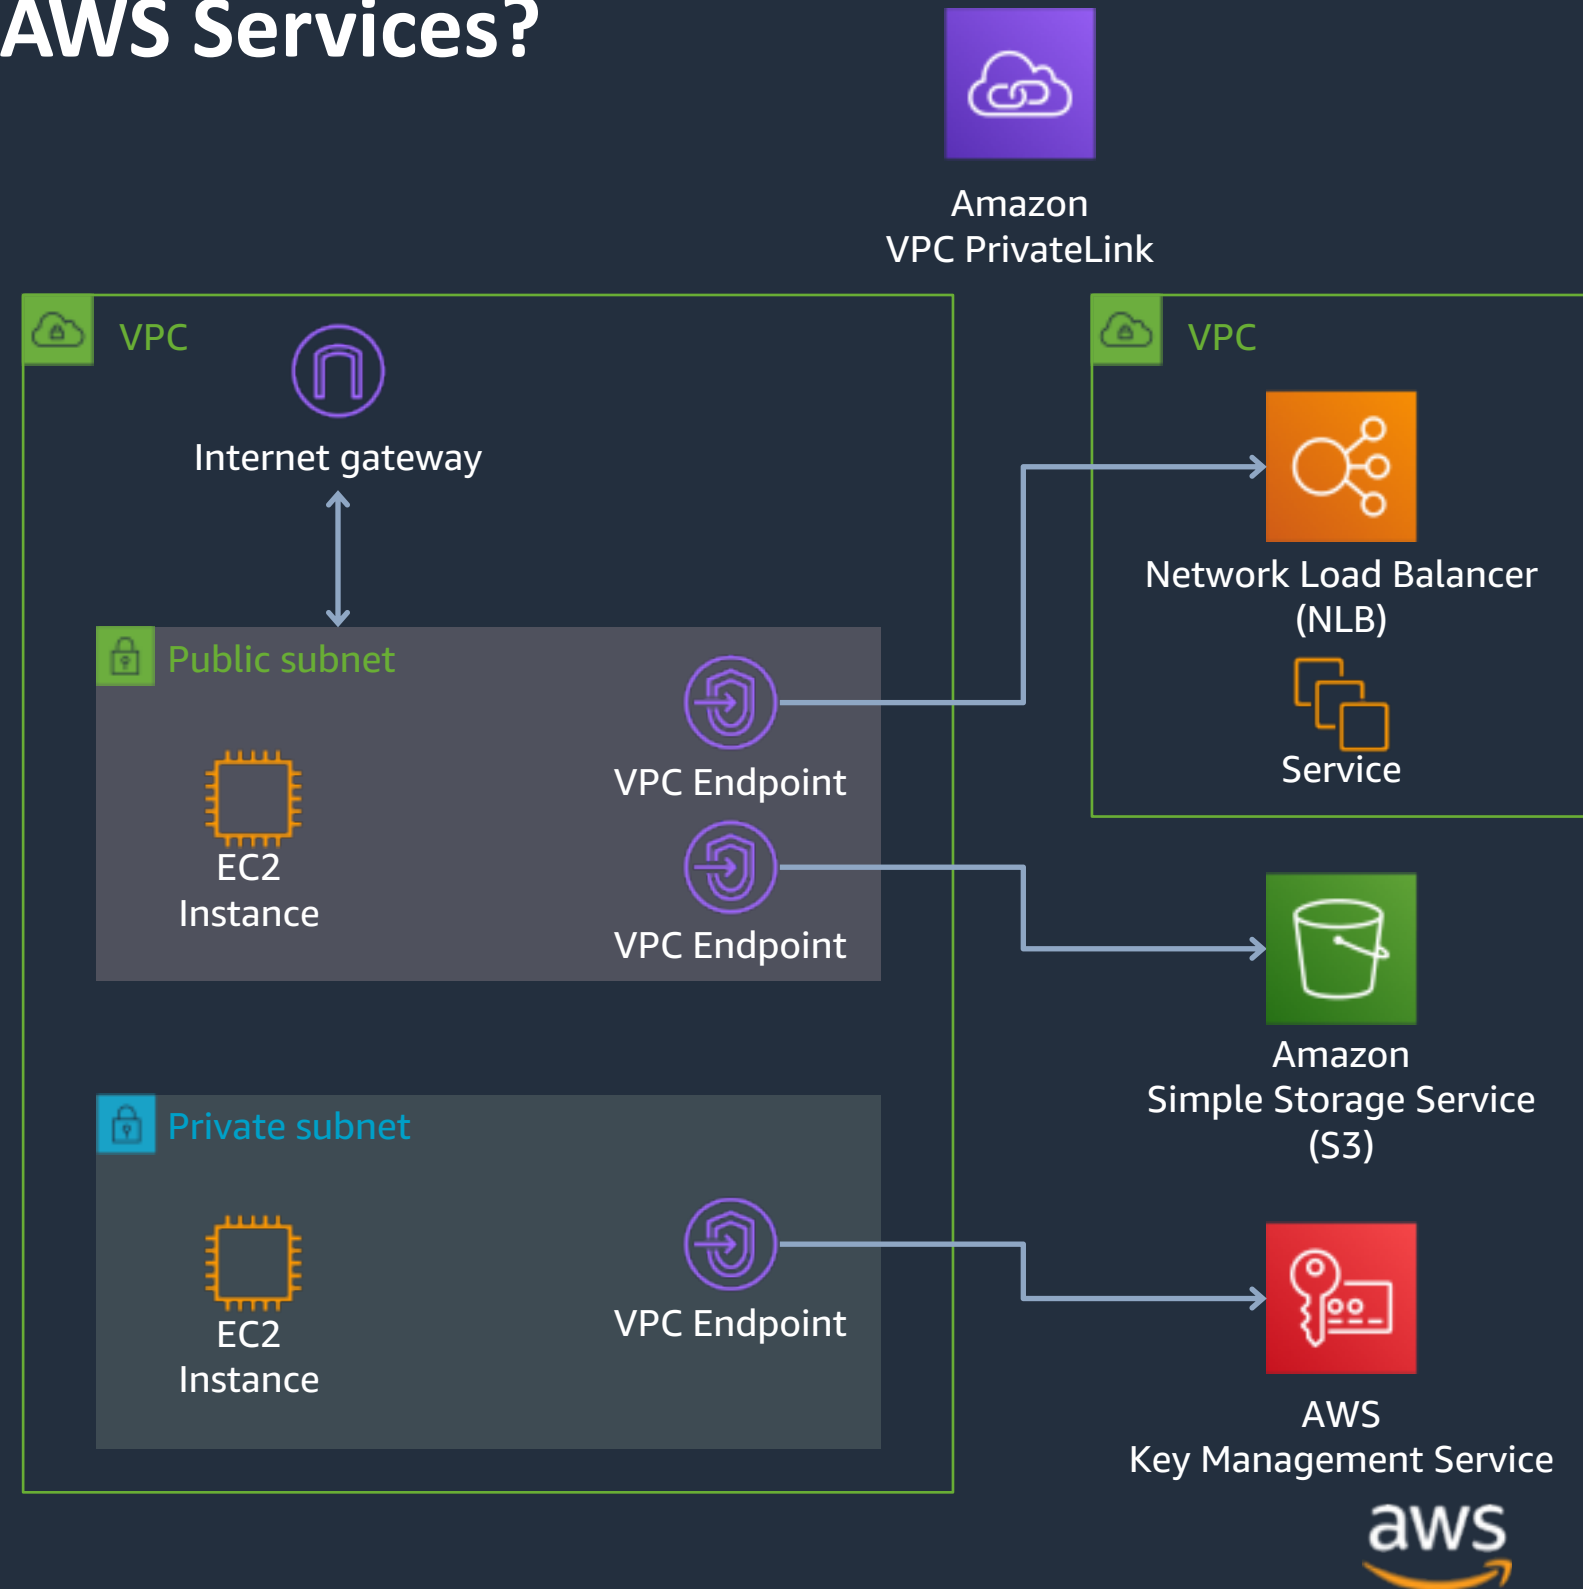 AWS Services?
Amazon
VPC PrivateLink
VPC
Internet gateway
Public subnet
EC2
Instance
VPC Endpoint
VPC Endpoint
Private subnet
EC2
Instance
VPC Endpoint
VPC
Network Load Balancer
(NLB)
Service
Amazon
Simple Storage Service
(S3)
AWS
Key Management Service
aws